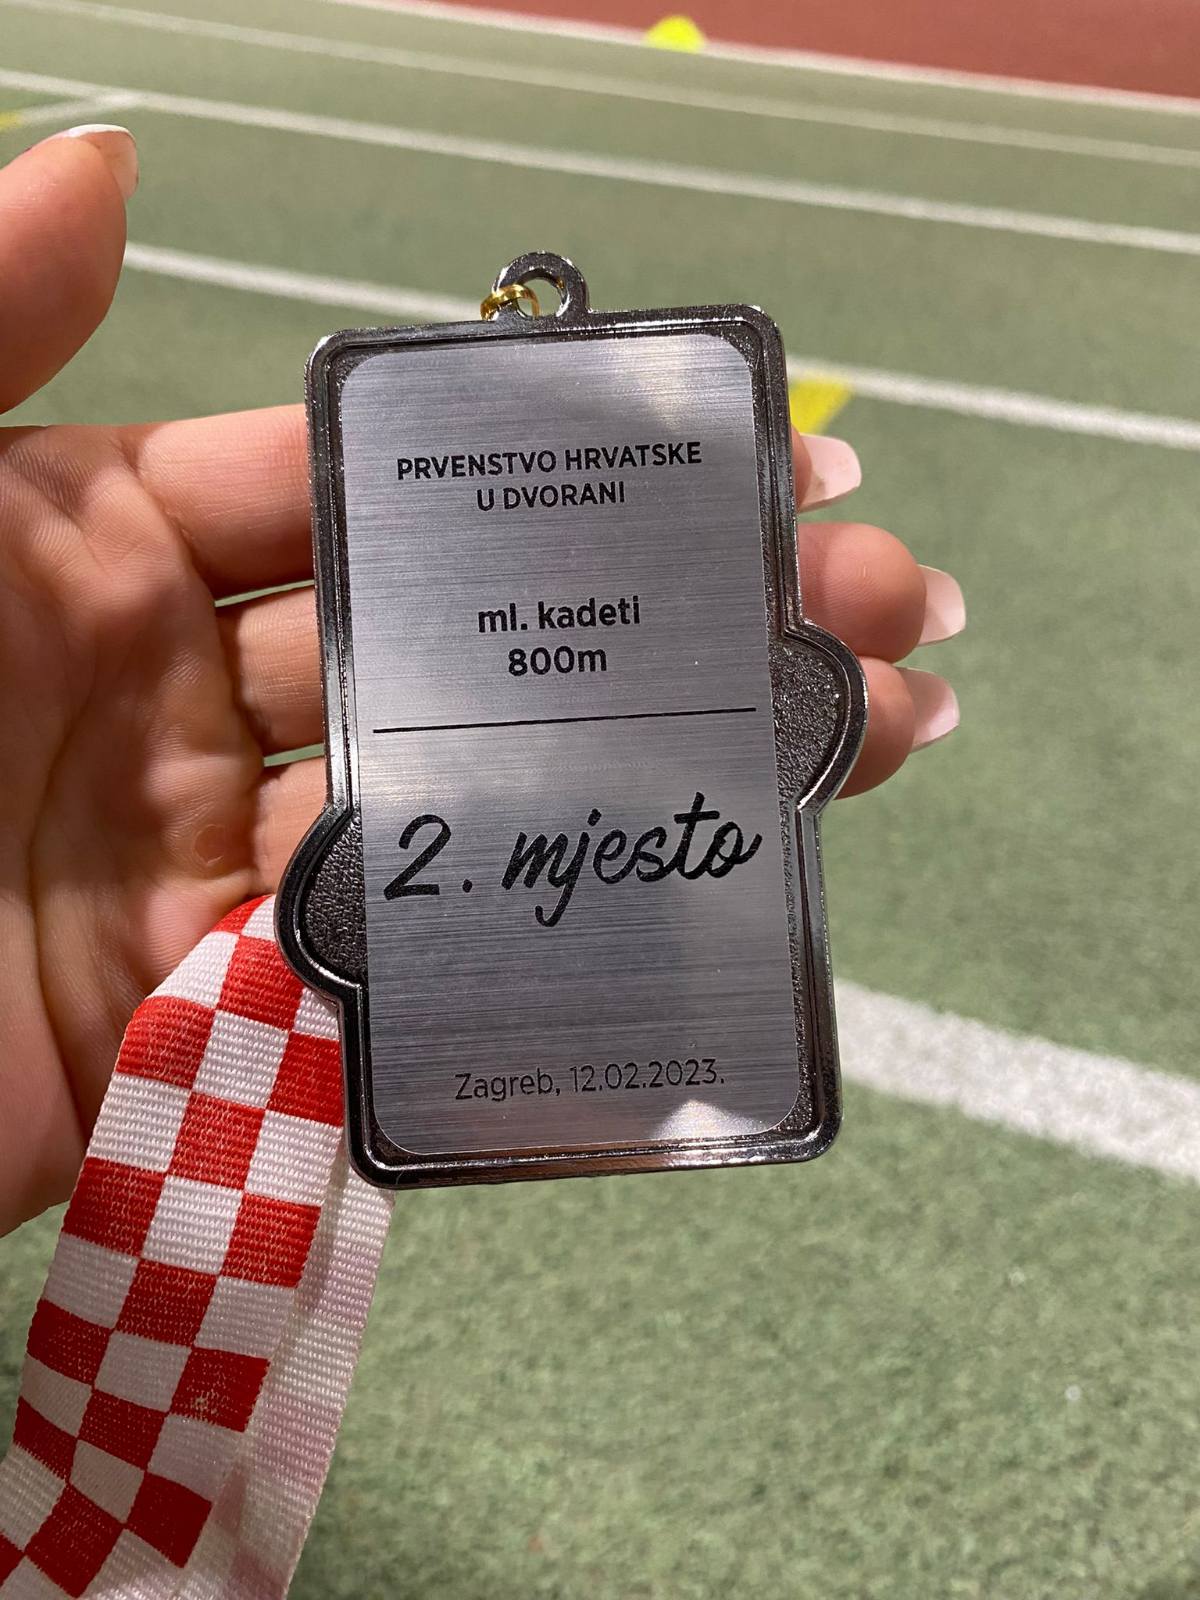 PRVENSTVO HRVATSKE
U DVORANI
ml. kadeti
800m
2. mjesto
Zagreb, 12.02.2023.